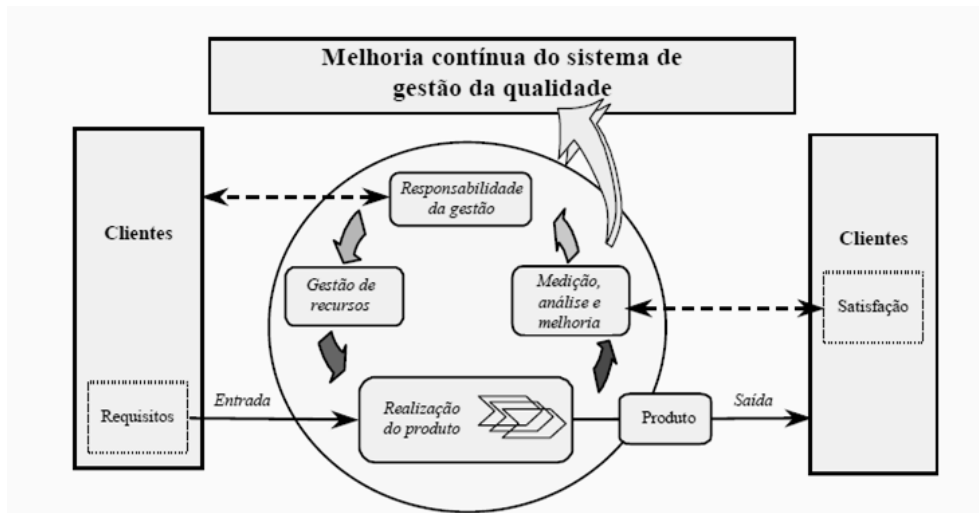 Melhoria contínua do sistema de
gestão da qualidade
Clientes
Requisitos
Entrada
Responsabilidade
da gestão
Gestão de
recursos
Medição,
análise e
melhoria
Realização
do produto
Produto
Saída
Clientes
Satisfação